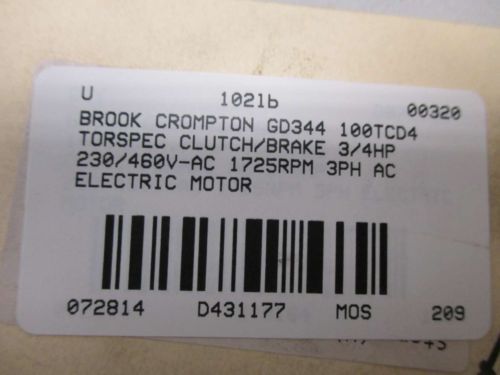 U 102lb 00320
BROOK CROMPTON GD344 100TCD4
TORSPEC CLUTCH/BRAKE 3/4HP
230/460V-AC 1725RPM 3PH AC
ELECTRIC MOTOR
072814 D431177 MOS 209